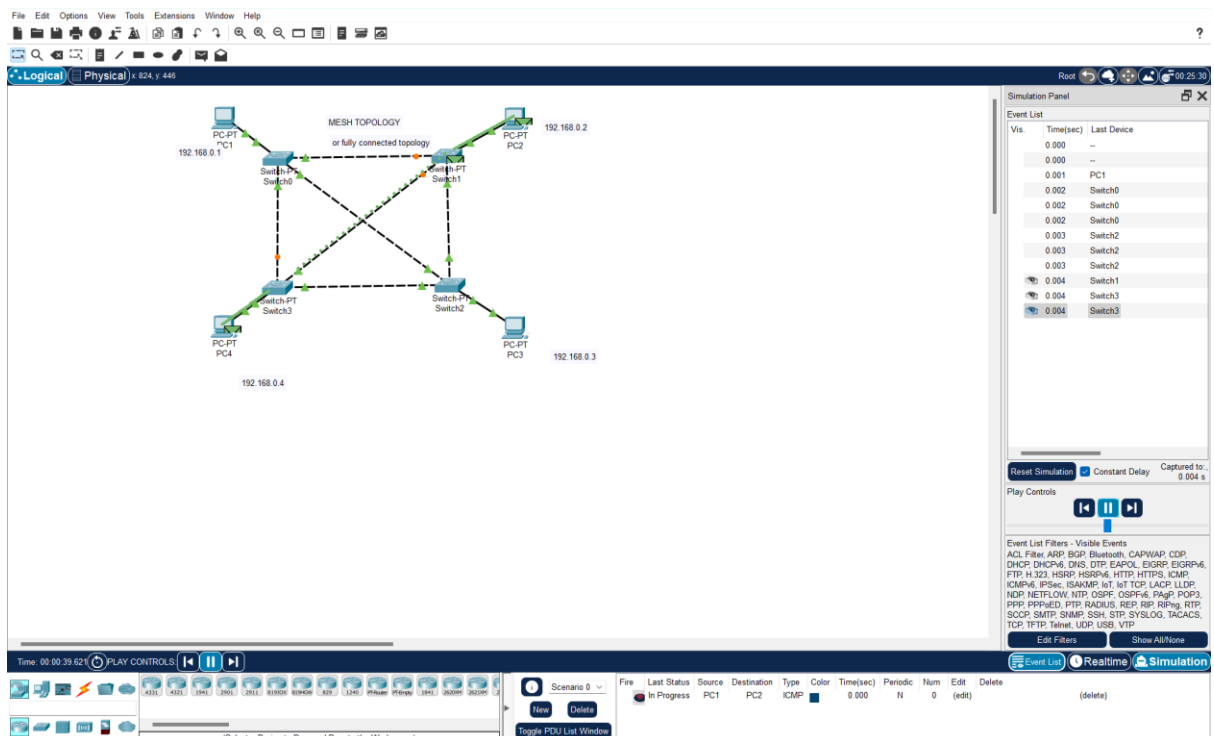 File Edit Options View Tools Extensions Window Help
?
Logical Physical x: 824, y: 446
Root 00:25:30
MESH TOPOLOGY
or fully connected topology
PC-PT
PC1
192.168.0.1
PC-PT
PC2
192.168.0.2
Switch-PT
Switch0
Switch-PT
Switch1
Switch-PT
Switch3
Switch-PT
Switch2
PC-PT
PC4
PC-PT
PC3
192.168.0.3
192.168.0.4
Simulation Panel
Event List
Vis. Time(sec) Last Device
0.000 --
0.000 --
0.001 PC1
0.002 Switch0
0.002 Switch0
0.002 Switch0
0.003 Switch2
0.003 Switch2
0.003 Switch2
0.004 Switch1
0.004 Switch3
0.004 Switch3
Reset Simulation Constant Delay Captured to:
0.004 s
Play Controls
Event List Filters - Visible Events
ACL Filter, ARP, BGP, Bluetooth, CAPWAP, CDP,
DHCP, DHCPv6, DNS, DTP, EAPOL, EIGRP, EIGRPv6,
FTP, H.323, HSRP, HSRPv6, HTTP, HTTPS, ICMP,
ICMPv6, IPSec, ISAKMP, IoT, IoT TCP, LACP, LLDP,
NDP, NETFLOW, NTP, OSPF, OSPFv6, PAgP, POP3,
PPP, PPPoED, PTP, RADIUS, REP, RIP, RIPng, RTP,
SCCP, SMTP, SNMP, SSH, STP, SYSLOG, TACACS,
TCP, TFTP, Telnet, UDP, USB, VTP
Edit Filters Show All/None
Time: 00:00:39.621 PLAY CONTROLS:
Event List Realtime Simulation
4331 4321 1941 2901 2911 819IOX 819HGW 829 1240 PT-Router PT-Empty 1841 2620XM 2621XM
Scenario 0
New Delete
Toggle PDU List Window
Fire Last Status Source Destination Type Color Time(sec) Periodic Num Edit Delete
In Progress PC1 PC2 ICMP 0.000 N 0 (edit) (delete)